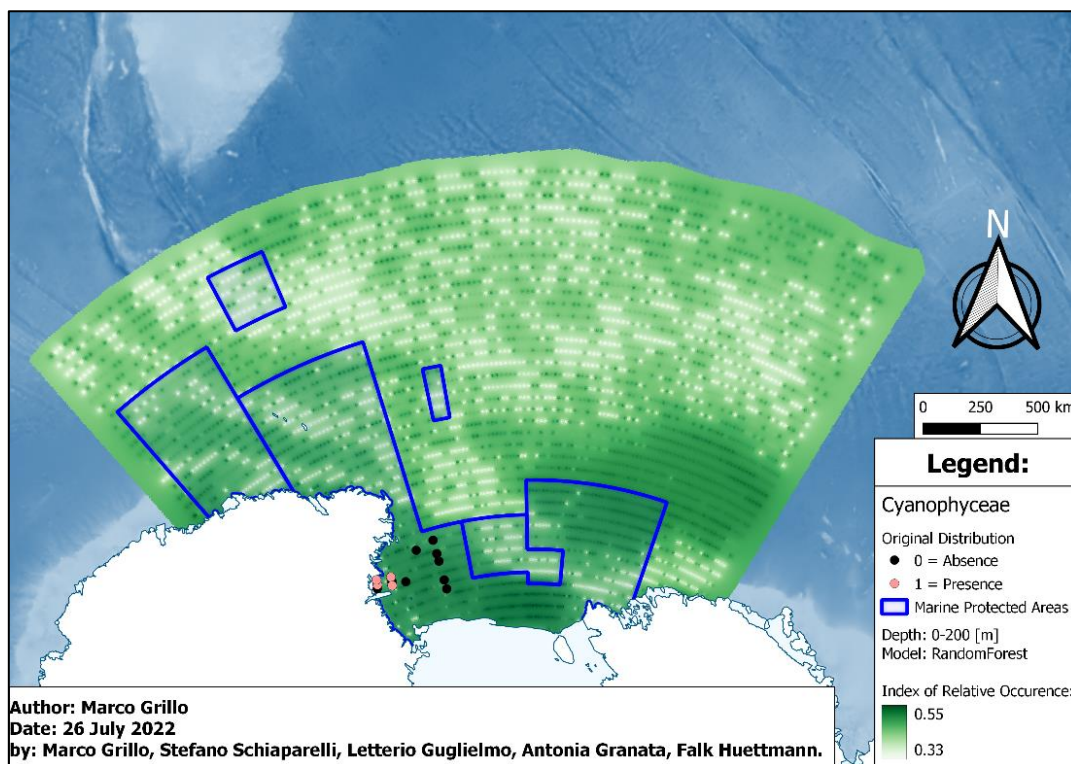 N
0 250 500 km
Legend:
Cyanophyceae
Original Distribution
0 = Absence
1 = Presence
Marine Protected Areas
Depth: 0-200 [m]
Model: RandomForest
Index of Relative Occurence:
0.55
0.33
Author: Marco Grillo
Date: 26 July 2022
by: Marco Grillo, Stefano Schiaparelli, Letterio Guglielmo, Antonia Granata, Falk Huettmann.